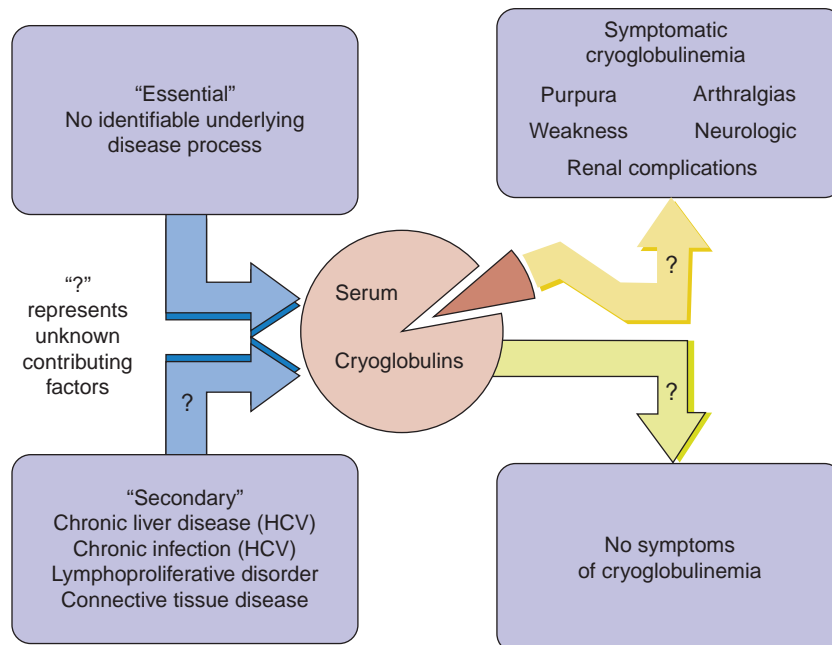 “Essential”
No identifiable underlying
disease process
Symptomatic
cryoglobulinemia
Purpura Arthralgias
Weakness Neurologic
Renal complications
“?”
represents
unknown
contributing
factors
Serum
Cryoglobulins
?
?
?
“Secondary”
Chronic liver disease (HCV)
Chronic infection (HCV)
Lymphoproliferative disorder
Connective tissue disease
No symptoms
of cryoglobulinemia